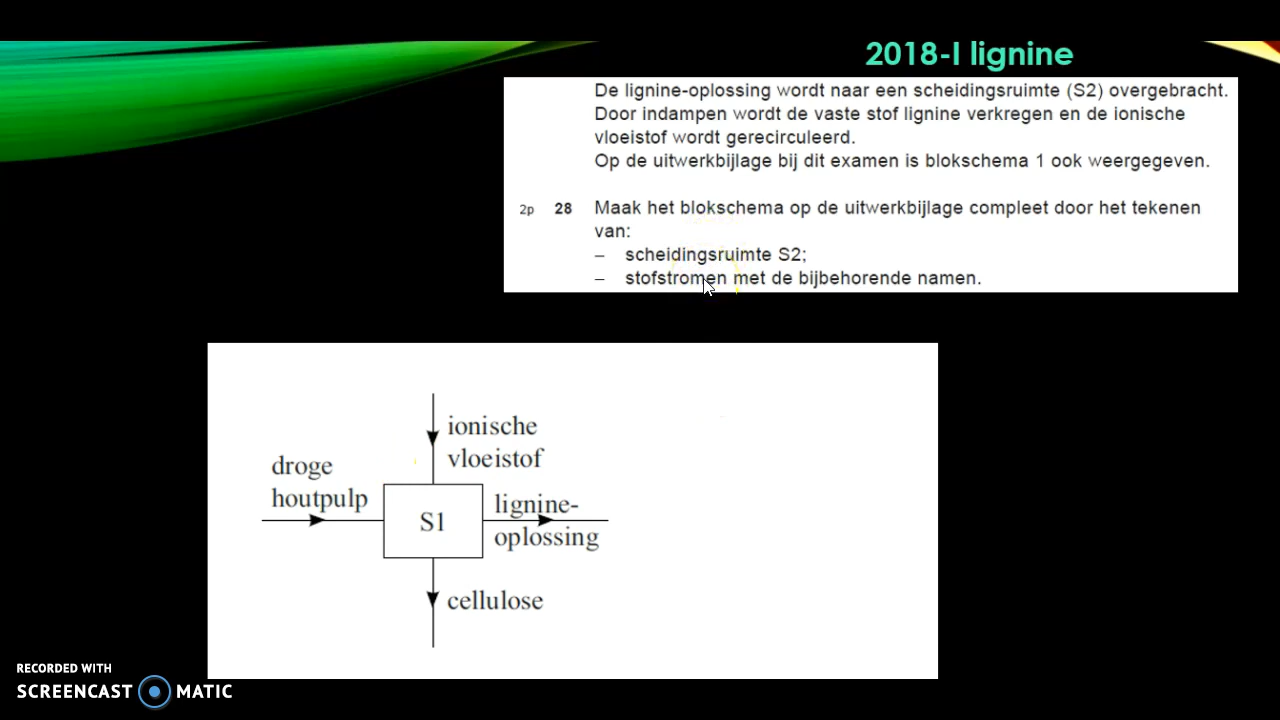 2018-I lignine
De lignine-oplossing wordt naar een scheidingsruimte (S2) overgebracht.
Door indampen wordt de vaste stof lignine verkregen en de ionische
vloeistof wordt gerecirculeerd.
Op de uitwerkbijlage bij dit examen is blokschema 1 ook weergegeven.
2p 28 Maak het blokschema op de uitwerkbijlage compleet door het tekenen
van:
– scheidingsruimte S2;
– stofstromen met de bijbehorende namen.
ionische
vloeistof
droge
houtpulp
S1
lignine-
oplossing
cellulose
RECORDED WITH
SCREENCAST MATIC